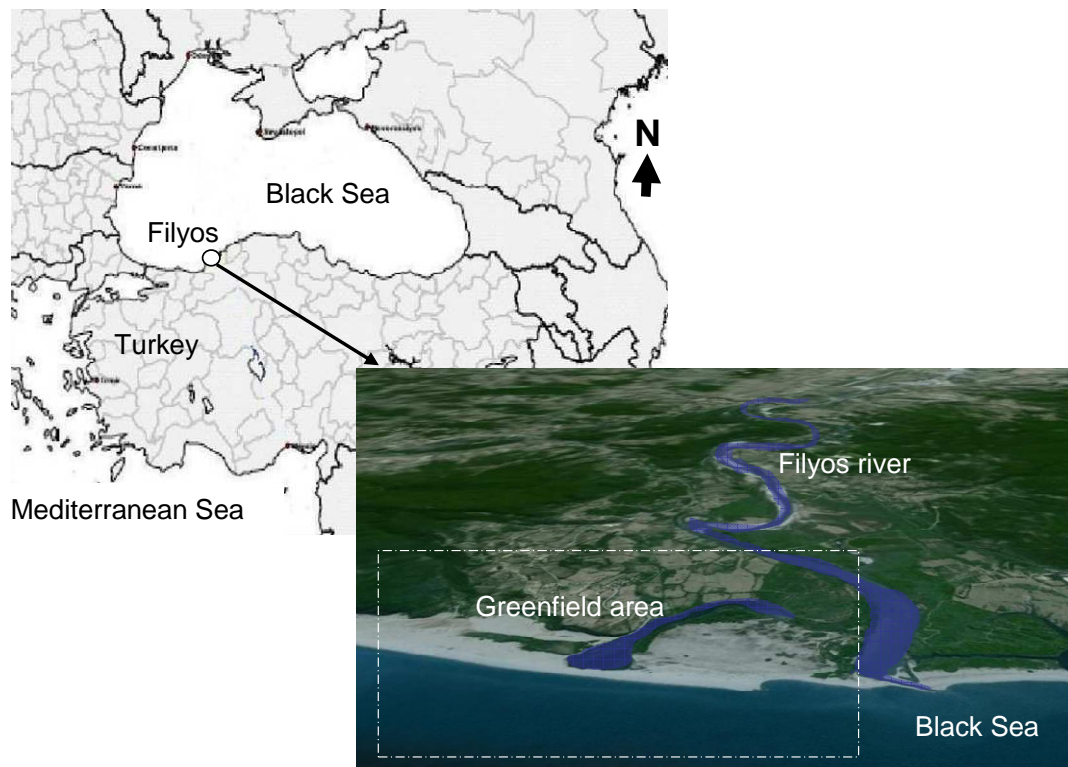 N
Black Sea
Filyos
Turkey
Mediterranean Sea
Filyos river
Greenfield area
Black Sea